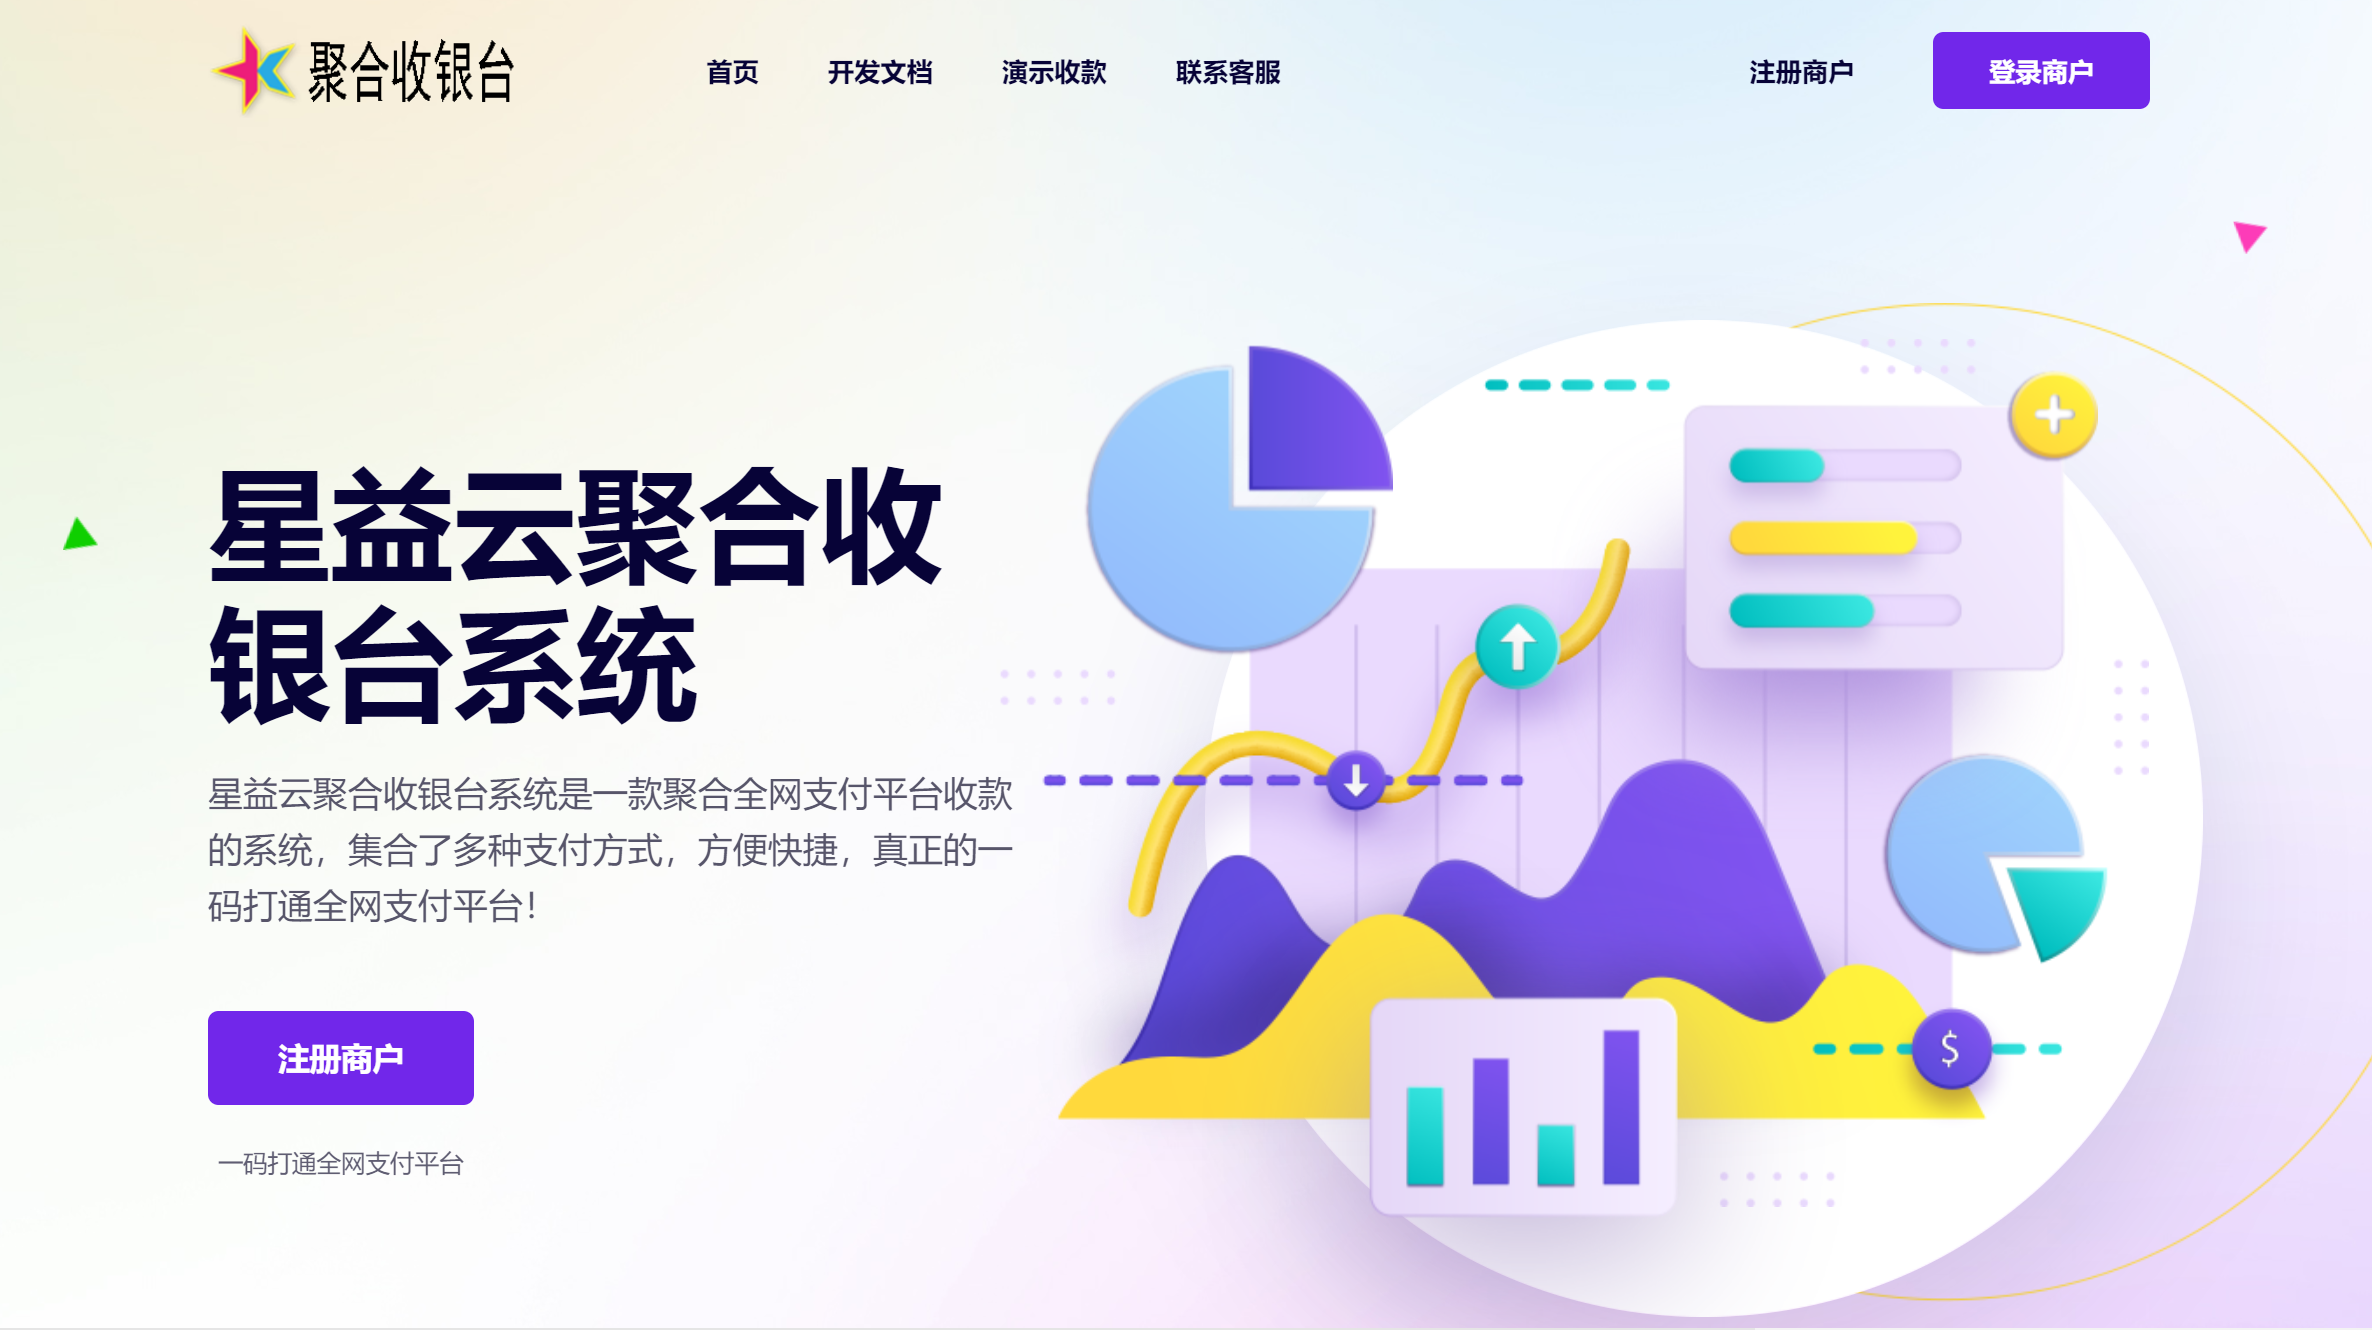 聚合收银台
首页 开发文档 演示收款 联系客服 注册商户 登录商户
星益云聚合收
银台系统
星益云聚合收银台系统是一款聚合全网支付平台收款
的系统，集合了多种支付方式，方便快捷，真正的一
码打通全网支付平台！
注册商户
一码打通全网支付平台
$